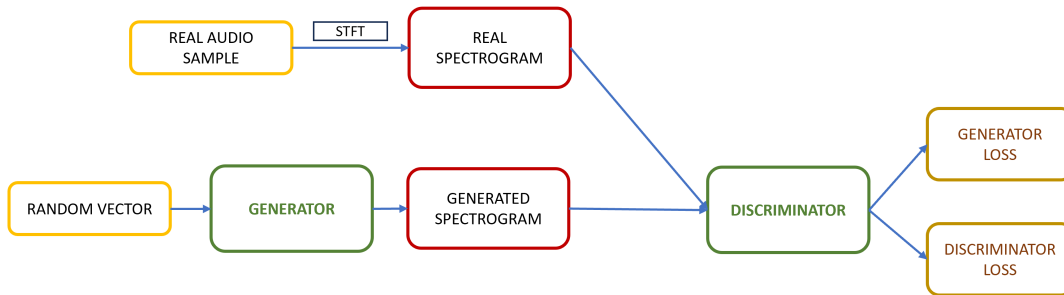 REAL AUDIO
SAMPLE
STFT
REAL
SPECTROGRAM
RANDOM VECTOR
GENERATOR
GENERATED
SPECTROGRAM
DISCRIMINATOR
GENERATOR
LOSS
DISCRIMINATOR
LOSS